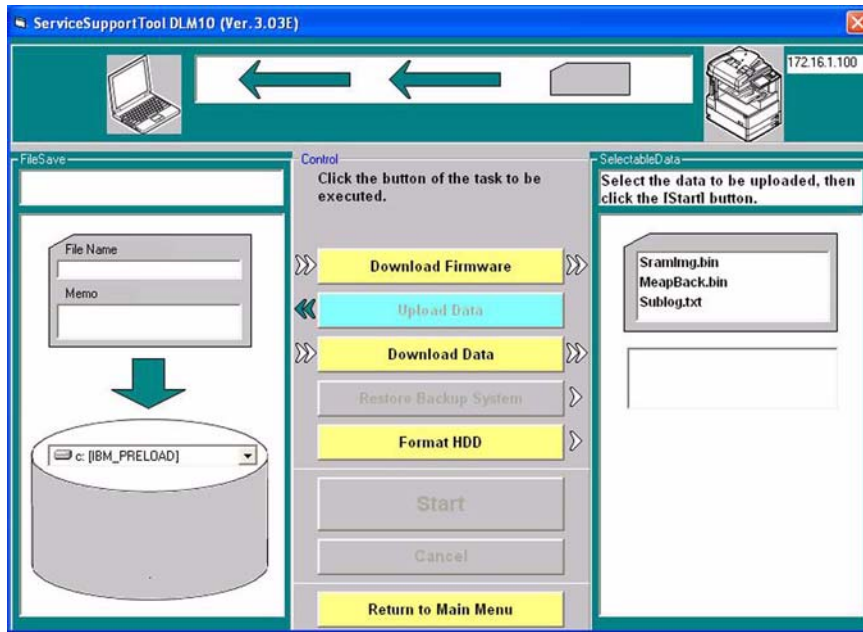 ServiceSupportTool DLM10 (Ver.3.03E)
172.16.1.100
FileSave
File Name
Memo
c: [IBM_PRELOAD]
Control
Click the button of the task to be
executed.
Download Firmware
Upload Data
Download Data
Restore Backup System
Format HDD
Start
Cancel
Return to Main Menu
SelectableData
Select the data to be uploaded, then
click the [Start] button.
SramImg.bin
MeapBack.bin
Sublog.txt